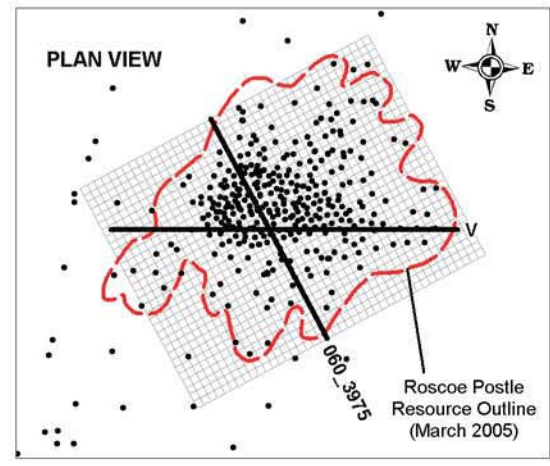 PLAN VIEW
N
W E
S
V
060_3975
Roscoe Postle
Resource Outline
(March 2005)